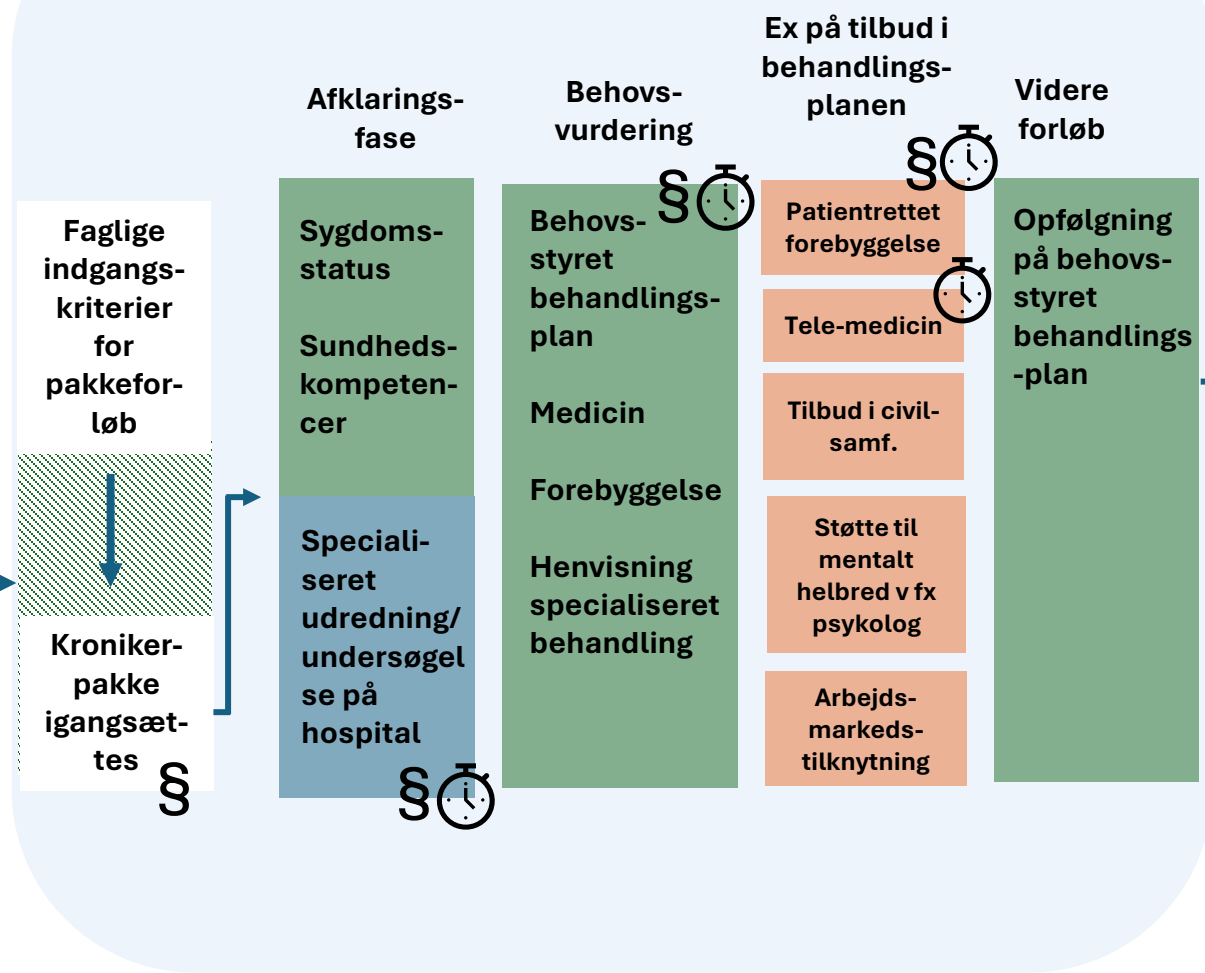 Faglige
indgangs-
kriterier
for
pakkefor-
løb
Kroniker-
pakke
igangsæt-
tes
§
Afklarings-
fase
Sygdoms-
status
Sundheds-
kompeten-
cer
Speciali-
seret
udredning/
undersøgel
se på
hospital
§
Behovs-
vurdering
§
Behovs-
styret
behandlings-
plan
Medicin
Forebyggelse
Henvisning
specialiseret
behandling
Ex på tilbud i
behandlings-
planen
§
Patientrettet
forebyggelse
Tele-medicin
Tilbud i civil-
samf.
Støtte til
mentalt
helbred v fx
psykolog
Arbejds-
markeds-
tilknytning
Videre
forløb
Opfølgning
på behovs-
styret
behandlings
-plan